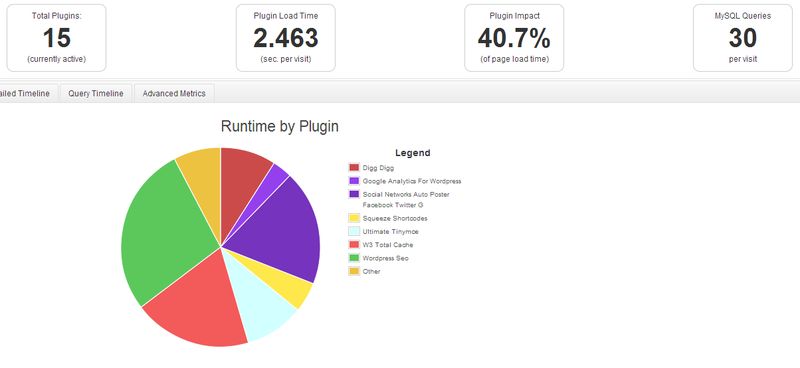 Total Plugins:
15
(currently active)
Plugin Load Time
2.463
(sec. per visit)
Plugin Impact
40.7%
(of page load time)
MySQL Queries
30
per visit
ailed Timeline
Query Timeline
Advanced Metrics
Runtime by Plugin
Legend
Digg Digg
Google Analytics For Wordpress
Social Networks Auto Poster
Facebook Twitter G
Squeeze Shortcodes
Ultimate Tinymce
W3 Total Cache
Wordpress Seo
Other